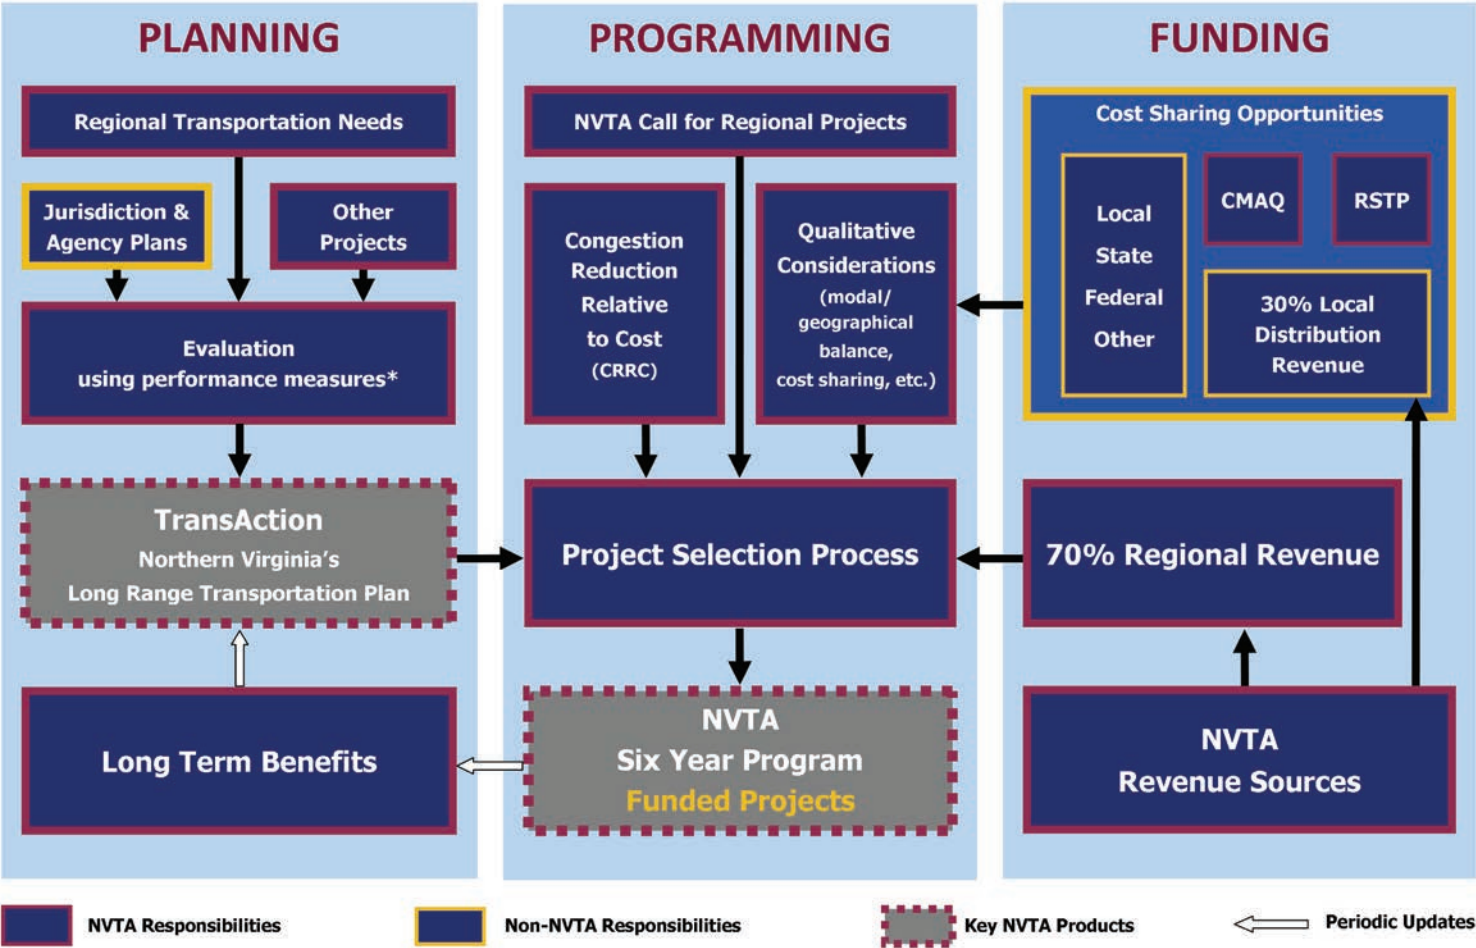 PLANNING
Regional Transportation Needs
Jurisdiction &
Agency Plans
Other
Projects
Evaluation
using performance measures*
TransAction
Northern Virginia’s
Long Range Transportation Plan
Long Term Benefits
PROGRAMMING
NVTA Call for Regional Projects
Congestion
Reduction
Relative
to Cost
(CRRC)
Qualitative
Considerations
(modal/
geographical
balance,
cost sharing, etc.)
Project Selection Process
NVTA
Six Year Program
Funded Projects
FUNDING
Cost Sharing Opportunities
Local
State
Federal
Other
CMAQ
RSTP
30% Local
Distribution
Revenue
70% Regional Revenue
NVTA
Revenue Sources
NVTA Responsibilities
Non-NVTA Responsibilities
Key NVTA Products
Periodic Updates